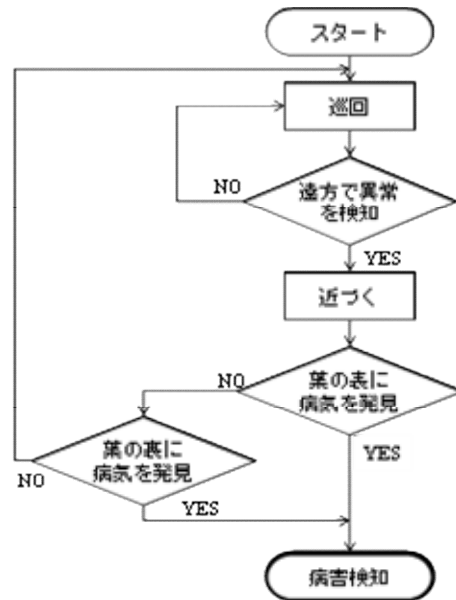 スタート
巡回
遠方で異常
を検知
NO
YES
近づく
葉の表に
病気を発見
NO
YES
葉の裏に
病気を発見
NO
YES
病害検知